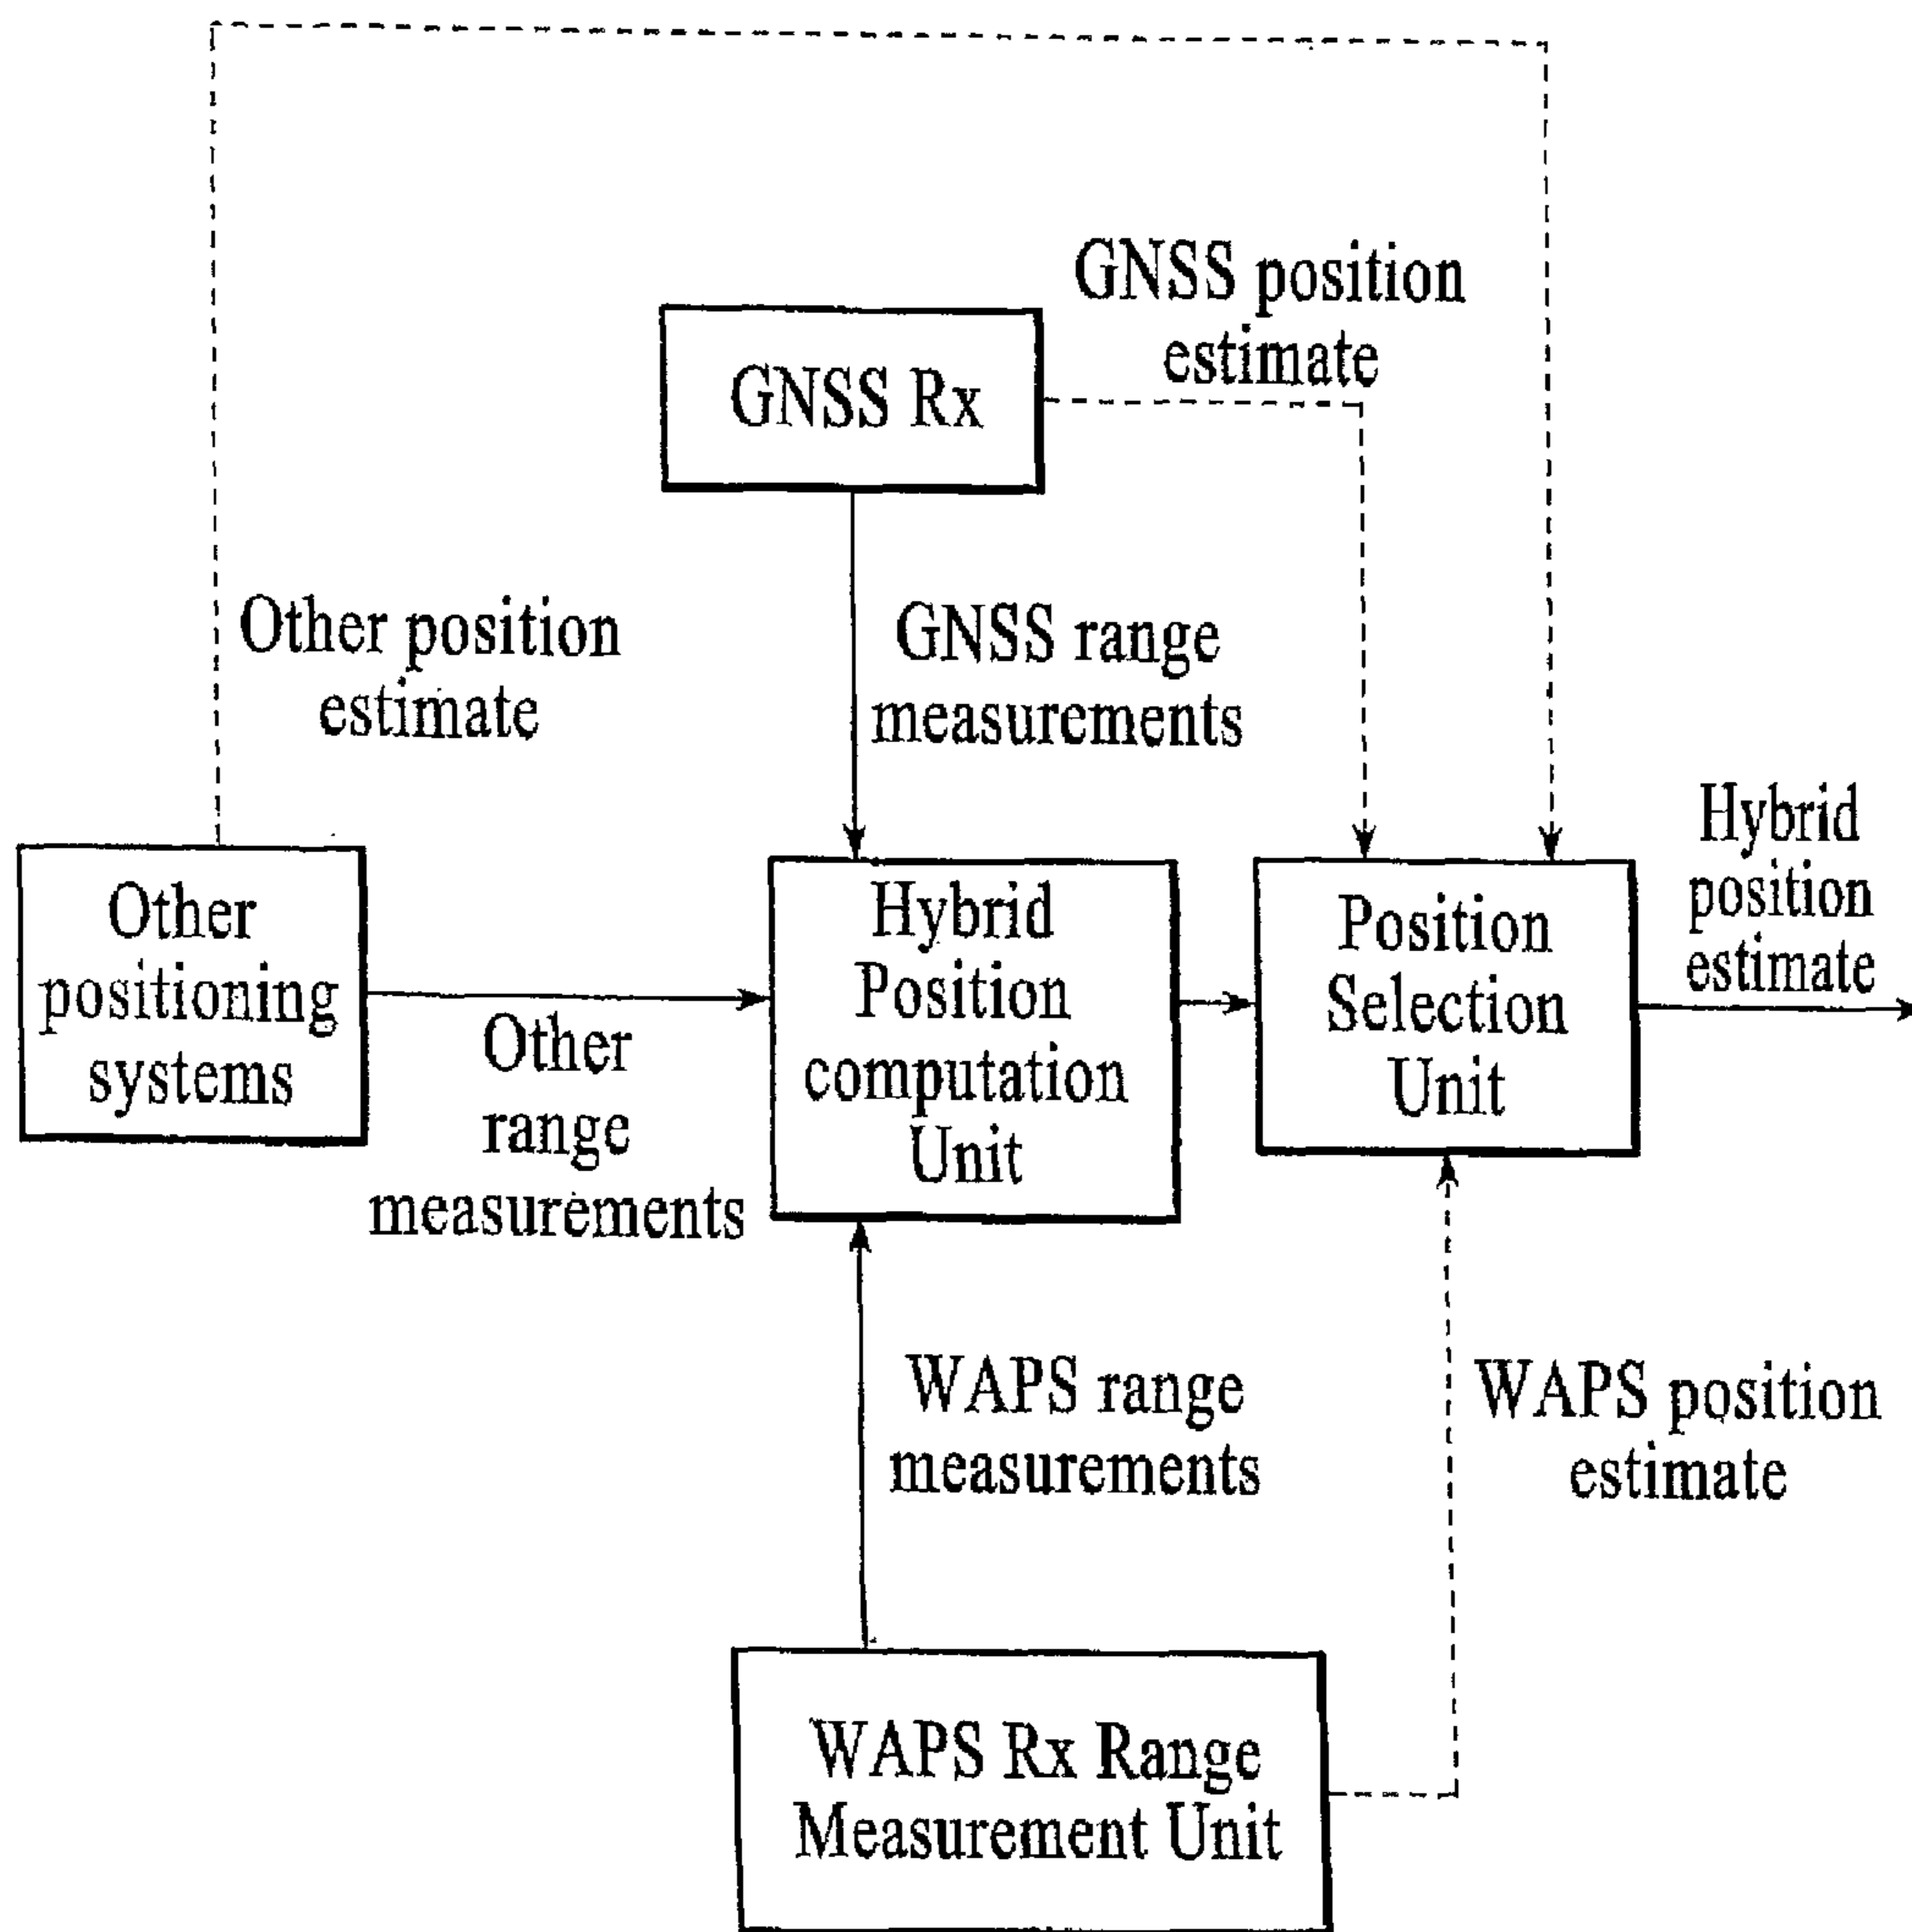 GNSS position
estimate
GNSS Rx
Other position
estimate
GNSS range
measurements
Hybrid
position
estimate
Other
positioning
systems
Other
range
measurements
Hybrid
Position
computation
Unit
Position
Selection
Unit
WAPS range
measurements
WAPS position
estimate
WAPS Rx Range
Measurement Unit